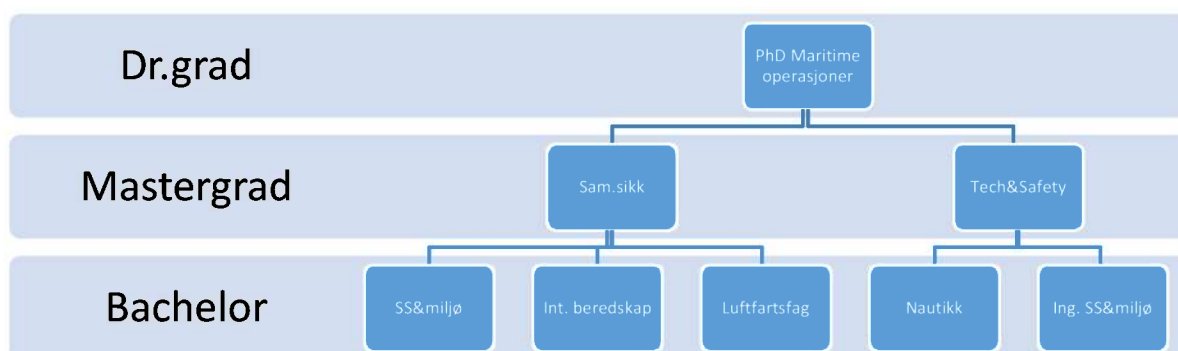 Dr.grad
PhD Maritime
operasjoner
Mastergrad
Sam.sikk
Tech&Safety
Bachelor
SS&miljø
Int. beredskap
Luftfartsfag
Nautikk
Ing. SS&miljø